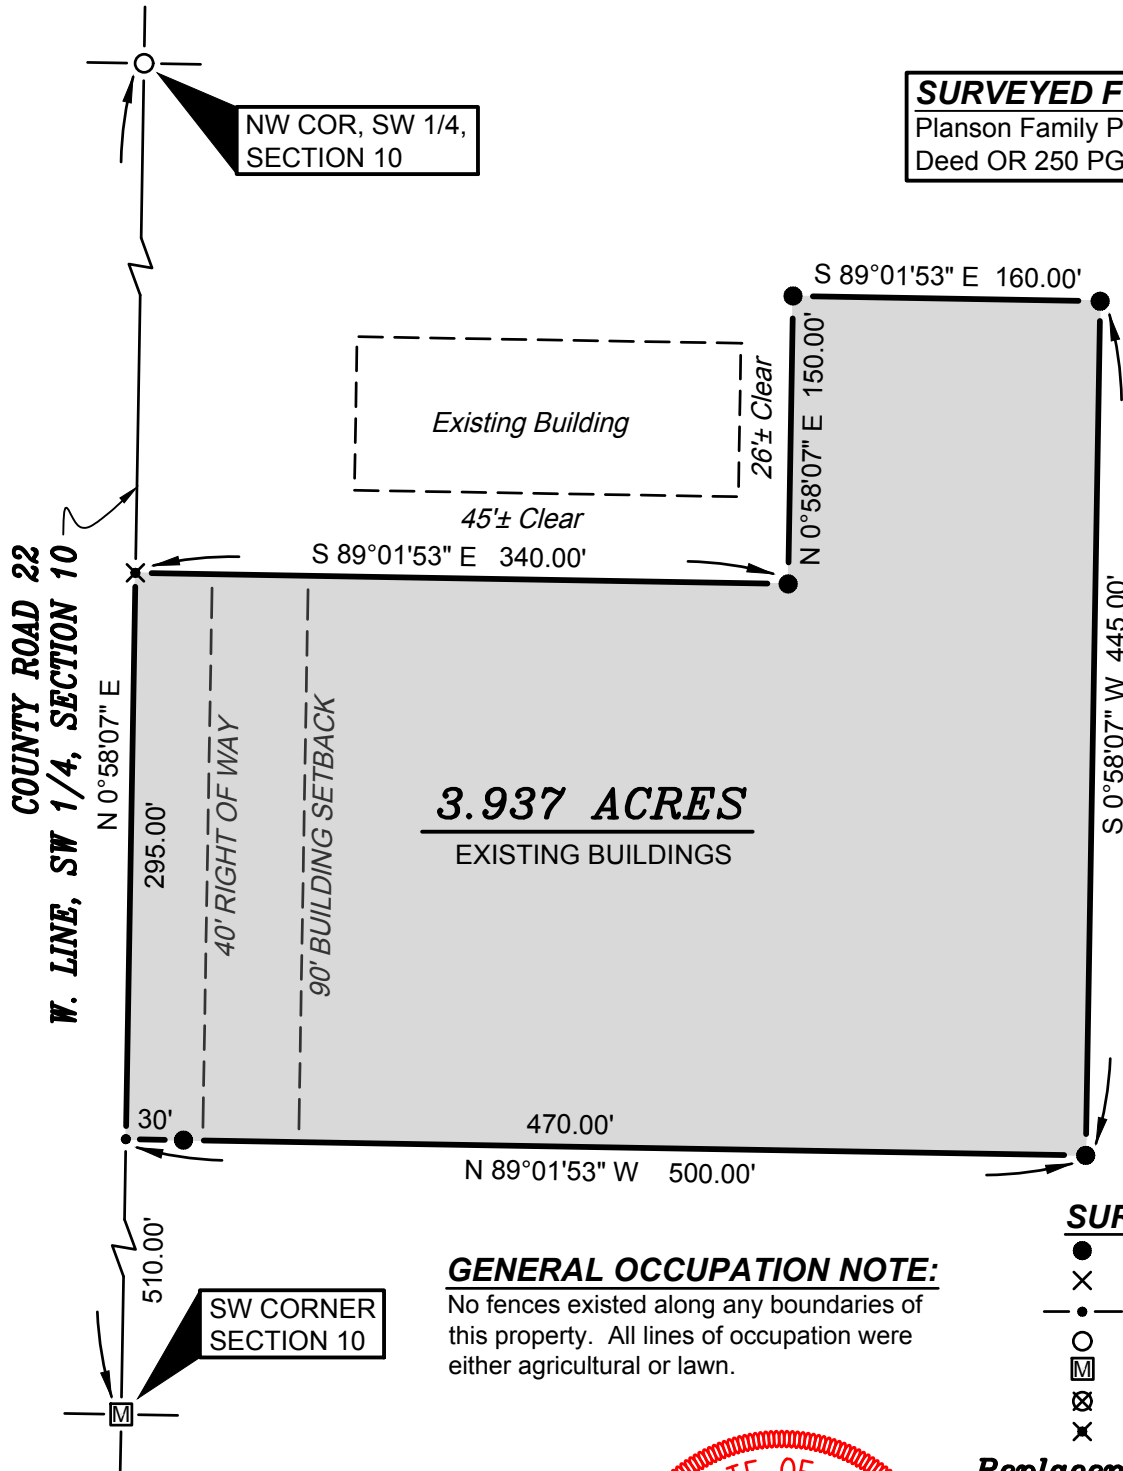 NW COR, SW 1/4,
SECTION 10
SURVEYED F
Planson Family P
Deed OR 250 PG
S 89°01'53" E 160.00'
Existing Building
26'± Clear
N 0°58'07" E 150.00'
45'± Clear
S 89°01'53" E 340.00'
COUNTY ROAD 22
W. LINE, SW 1/4, SECTION 10
N 0°58'07" E
295.00'
40' RIGHT OF WAY
90' BUILDING SETBACK
3.937 ACRES
EXISTING BUILDINGS
S 0°58'07" W 445.00'
30'
470.00'
N 89°01'53" W 500.00'
510.00'
SW CORNER
SECTION 10
M
GENERAL OCCUPATION NOTE:
No fences existed along any boundaries of
this property. All lines of occupation were
either agricultural or lawn.
SUR
M
TE OF